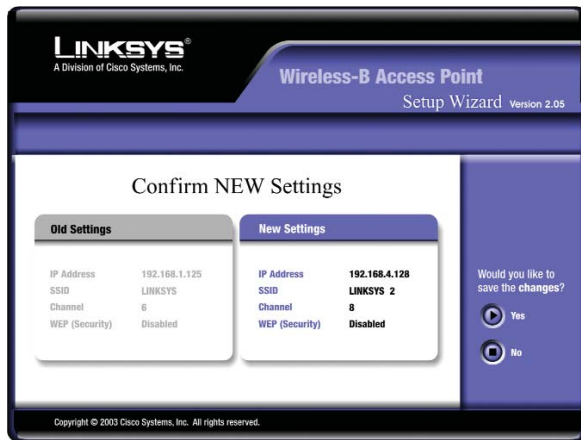 LINKSYS®
A Division of Cisco Systems, Inc.
Wireless-B Access Point
Setup Wizard Version 2.05
Confirm NEW Settings
Old Settings
IP Address 192.168.1.125
SSID LINKSYS
Channel 6
WEP (Security) Disabled
New Settings
IP Address 192.168.4.128
SSID LINKSYS 2
Channel 8
WEP (Security) Disabled
Would you like to
save the changes?
Yes
No
Copyright © 2003 Cisco Systems, Inc. All rights reserved.